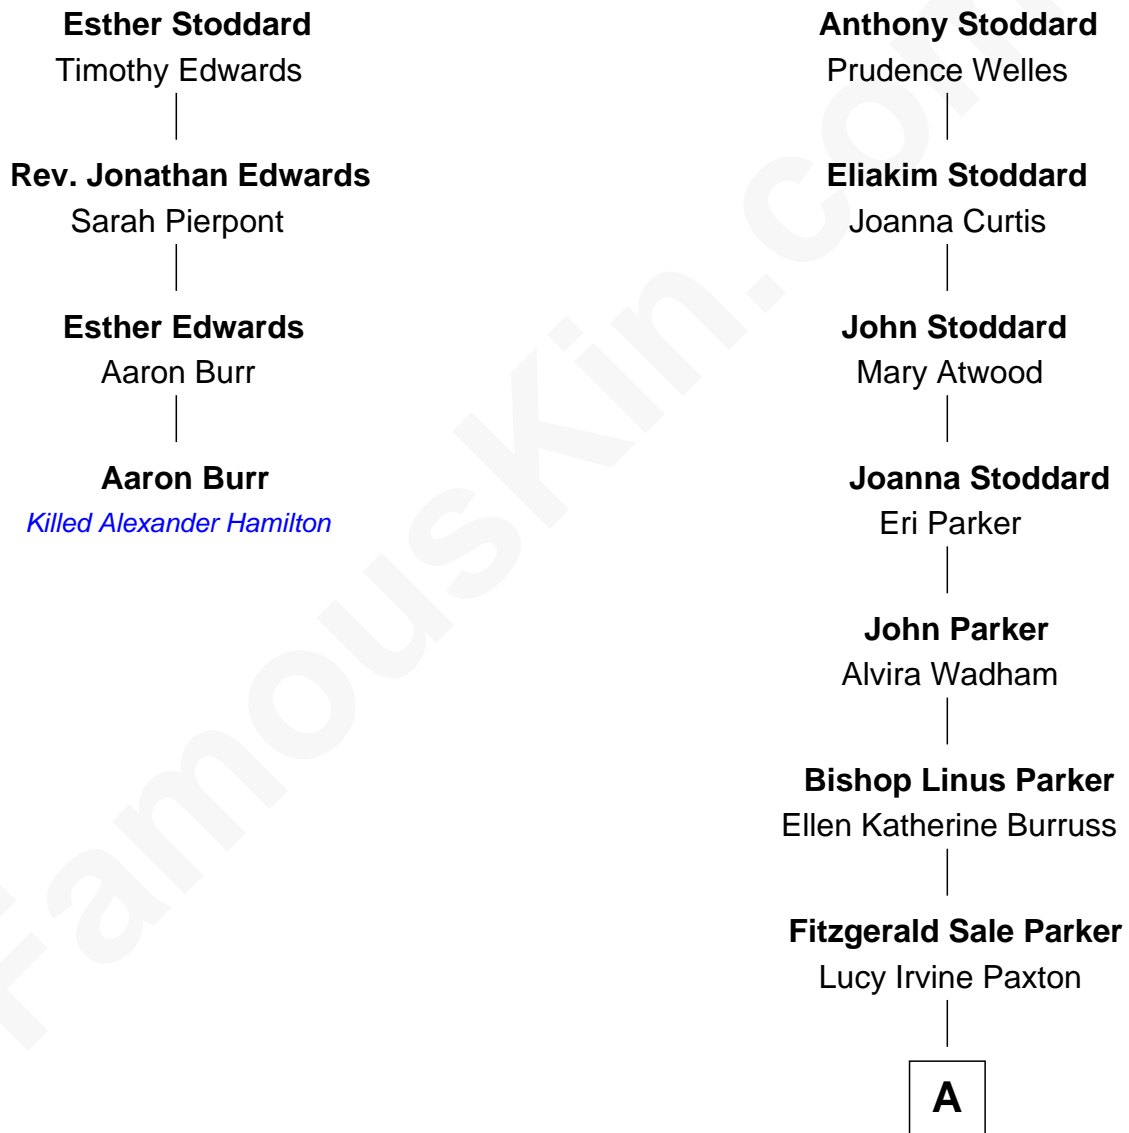 Esther Stoddard
Timothy Edwards
Rev. Jonathan Edwards
Sarah Pierpont
Esther Edwards
Aaron Burr
Aaron Burr
Killed Alexander Hamilton
Anthony Stoddard
Prudence Welles
Eliakim Stoddard
Joanna Curtis
John Stoddard
Mary Atwood
Joanna Stoddard
Eri Parker
John Parker
Alvira Wadham
Bishop Linus Parker
Ellen Katherine Burruss
Fitzgerald Sale Parker
Lucy Irvine Paxton
A
FamousKin.com